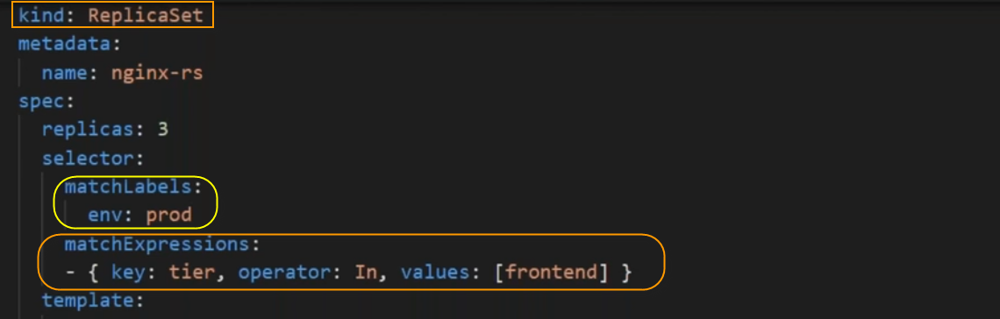 kind: ReplicaSet
metadata:
  name: nginx-rs
spec:
  replicas: 3
  selector:
    matchLabels:
      env: prod
    matchExpressions:
    - { key: tier, operator: In, values: [frontend] }
  template: